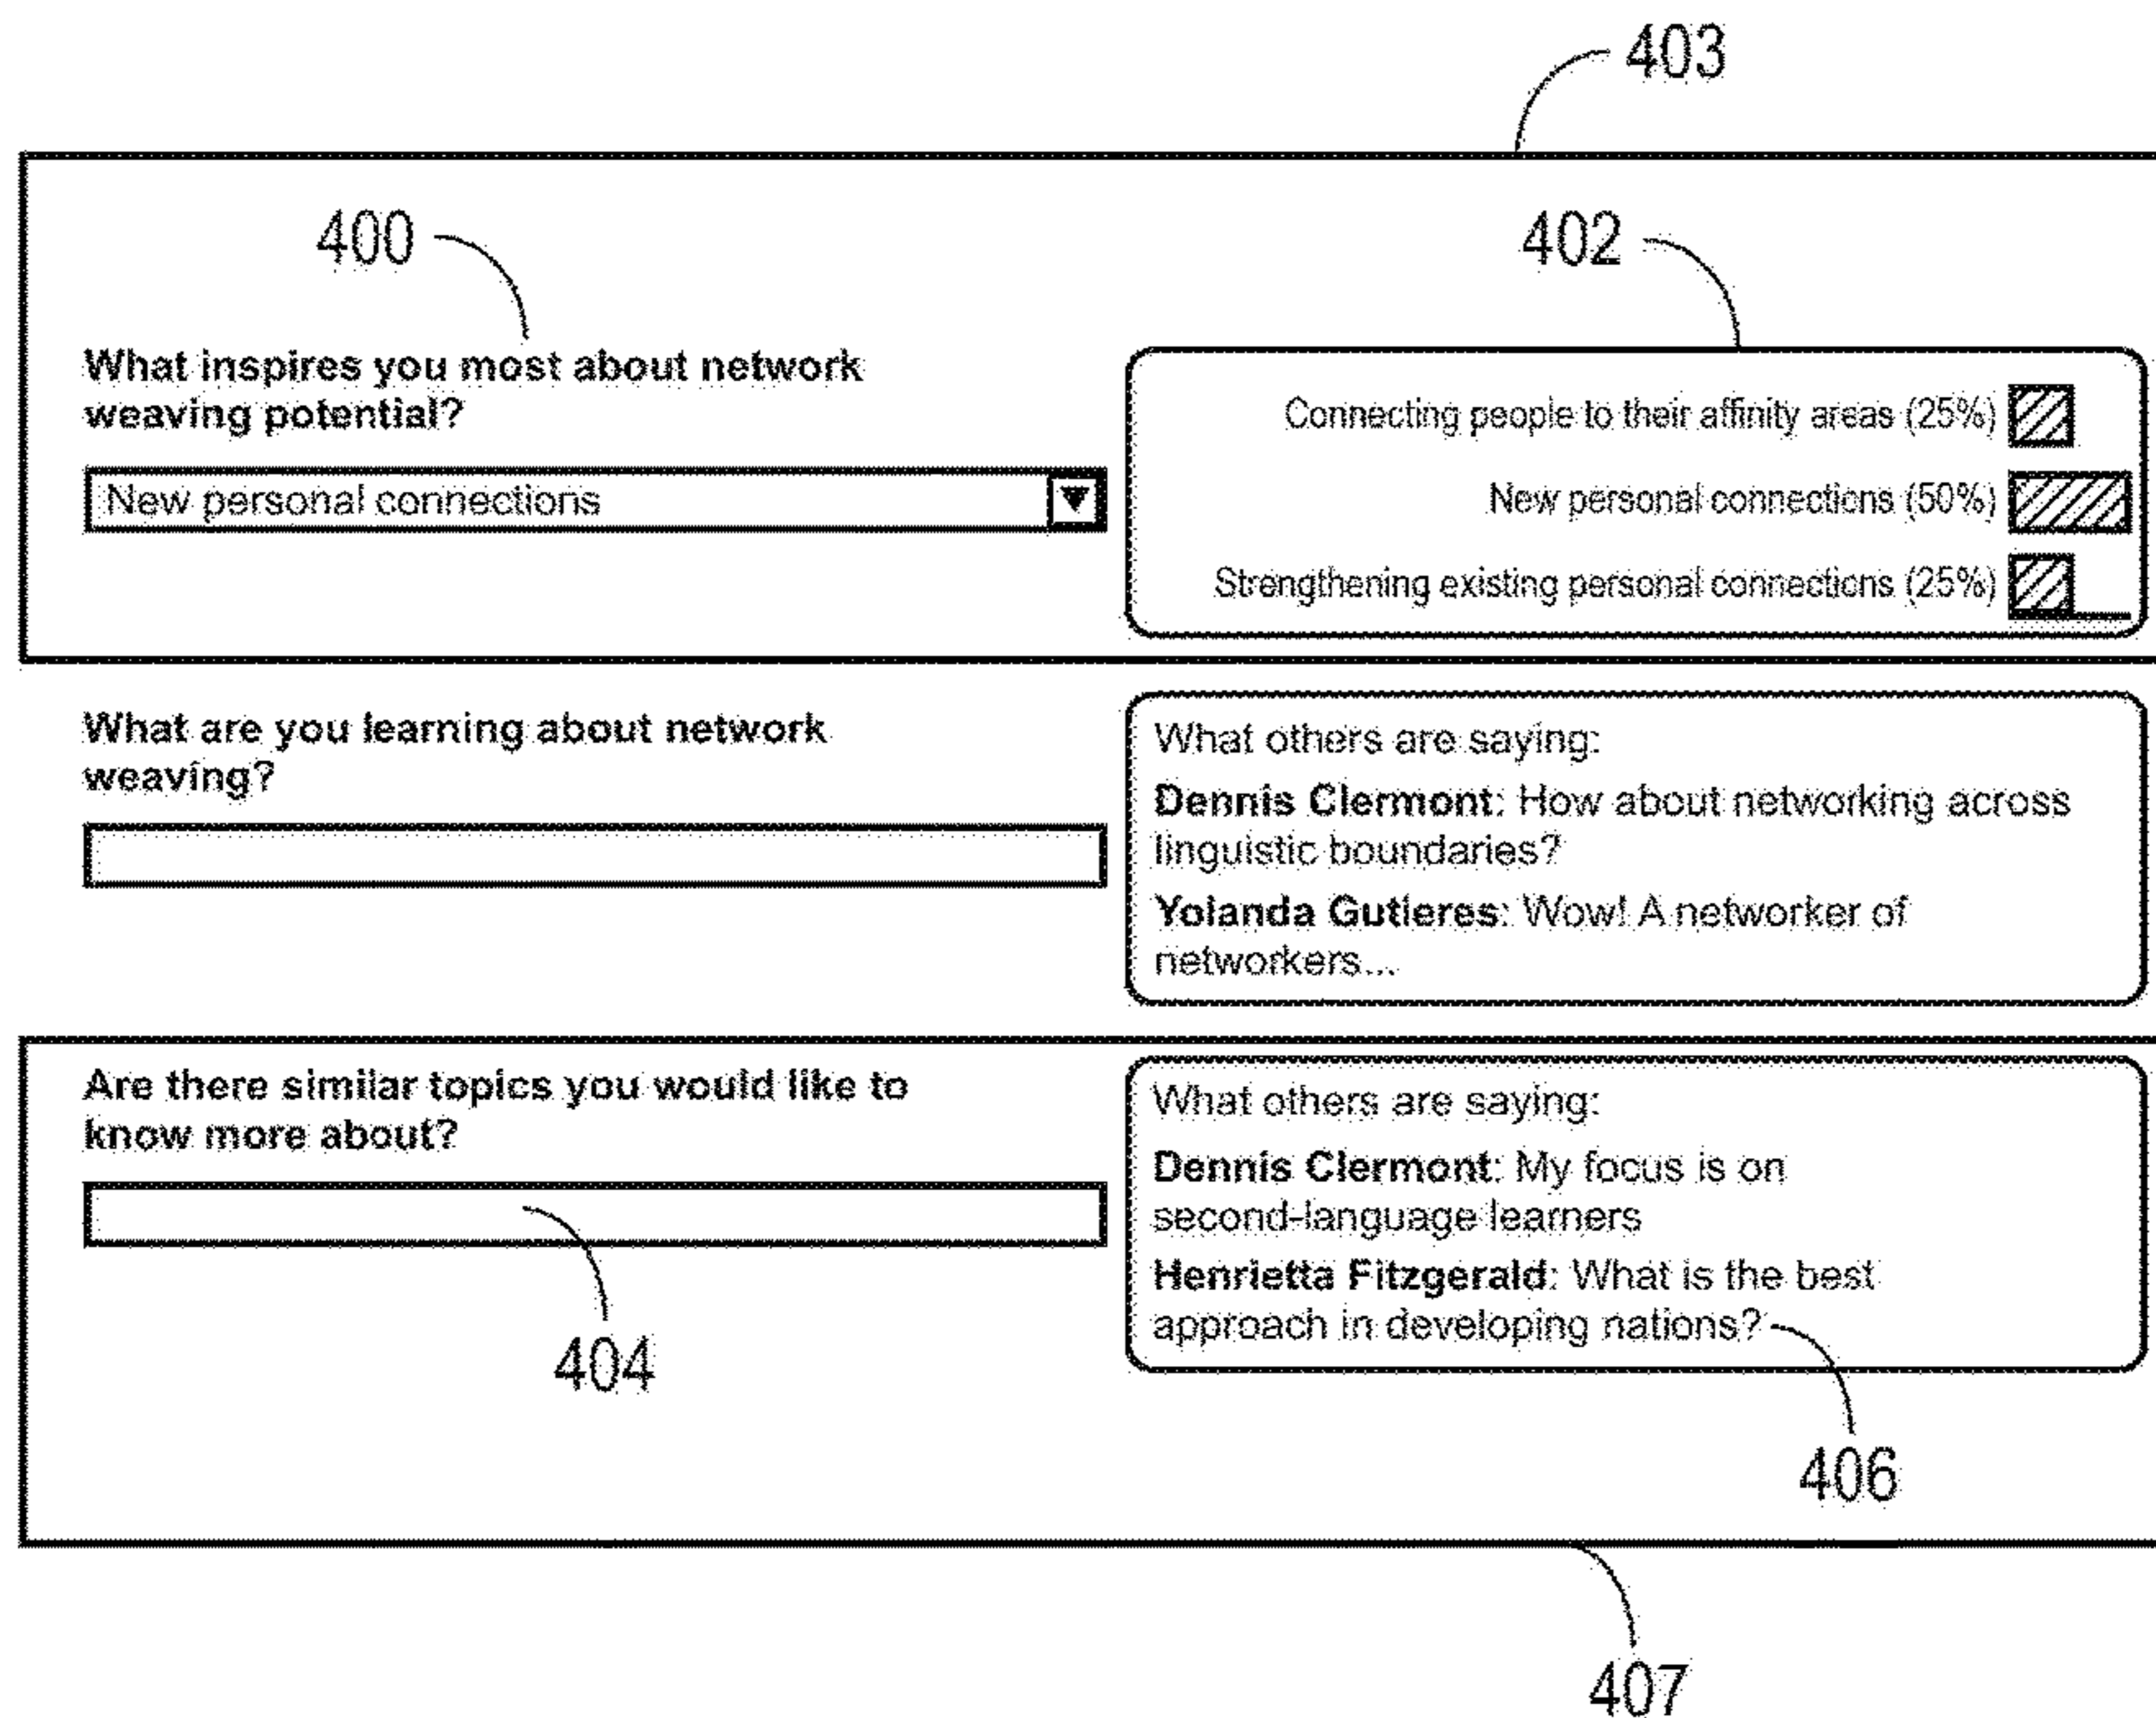 403
400
402
What inspires you most about network
weaving potential?
New personal connections
Connecting people to their affinity areas (25%)
New personal connections (50%)
Strengthening existing personal connections (25%)
What are you learning about network
weaving?
What others are saying:
Dennis Clermont: How about networking across
linguistic boundaries?
Yolanda Gutieres: Wow! A networker of
networkers...
Are there similar topics you would like to
know more about?
What others are saying:
Dennis Clermont: My focus is on
second-language learners
Henrietta Fitzgerald: What is the best
approach in developing nations?
404
406
407